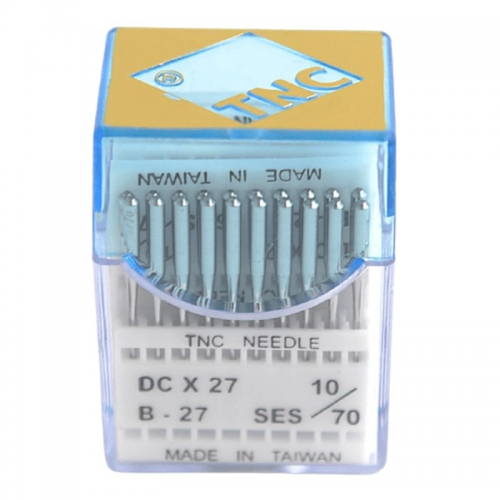 ® TNC
MADE IN TAIWAN
TNC NEEDLE
DC X 27 10/70
B - 27 SES
MADE IN TAIWAN